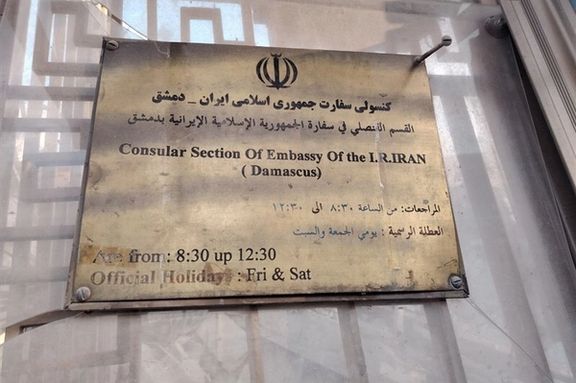 کنسولی سفارت جمهوری اسلامی ایران _ دمشق
القسم القنصلي في سفارة الجمهورية الإسلامية الإيرانية بدمشق
Consular Section Of Embassy Of the I.R.IRAN
( Damascus)
المراجعات: من الساعة ٨:٣٠ الى ١٢:٣٠
العطلة الرسمية : يومي الجمعة والسبت
Are from: 8:30 up 12:30
Official Holidays : Fri & Sat